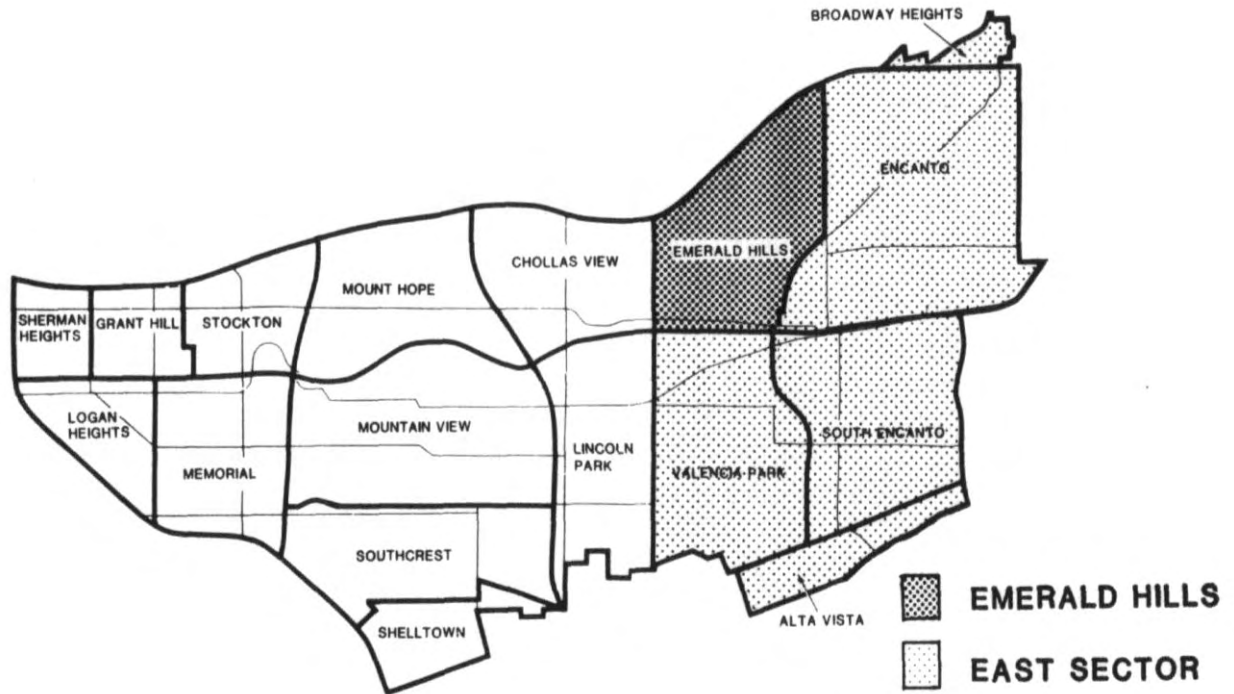 BROADWAY HEIGHTS
ENCANTO
CHOLLAS VIEW
EMERALD HILLS
MOUNT HOPE
SHERMAN
HEIGHTS
GRANT HILL
STOCKTON
LOGAN
HEIGHTS
MOUNTAIN VIEW
LINCOLN
PARK
SOUTH ENCANTO
MEMORIAL
VALENCIA PARK
SOUTHCREST
SHELLTOWN
ALTA VISTA
EMERALD HILLS
EAST SECTOR